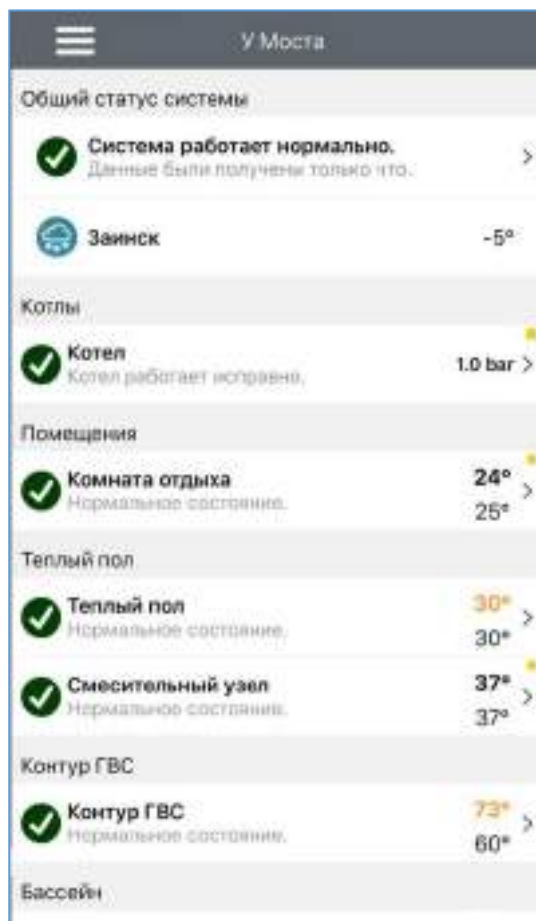 У Моста
Общий статус системы
Система работает нормально.
Данные были получены только что.
Заинск -5°
Котлы
Котел
Котел работает исправно. 1.0 bar >
Помещения
Комната отдыха 24°
Нормальное состояние. 25°
Теплый пол
Теплый пол 30°
Нормальное состояние. 30°
Смесительный узел 37°
Нормальное состояние. 37°
Контур ГВС
Контур ГВС 73°
Нормальное состояние. 60°
Бассейн